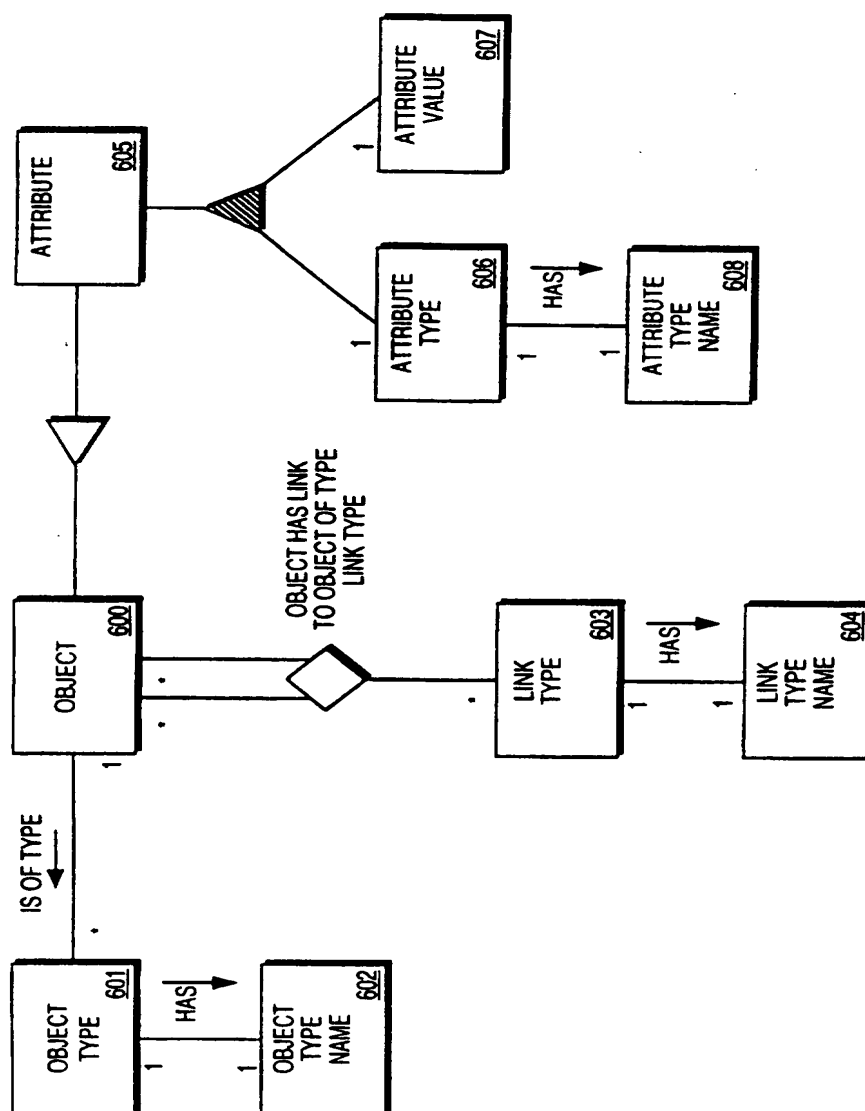 OBJECT
TYPE
601
IS OF TYPE
*
1
OBJECT
600
ATTRIBUTE
605
1
HAS
1
OBJECT
TYPE
NAME
602
*
*
OBJECT HAS LINK
TO OBJECT OF TYPE
LINK TYPE
*
LINK
TYPE
603
1
HAS
1
LINK
TYPE
NAME
604
1
ATTRIBUTE
TYPE
606
1
ATTRIBUTE
VALUE
607
1
HAS
1
ATTRIBUTE
TYPE
NAME
608